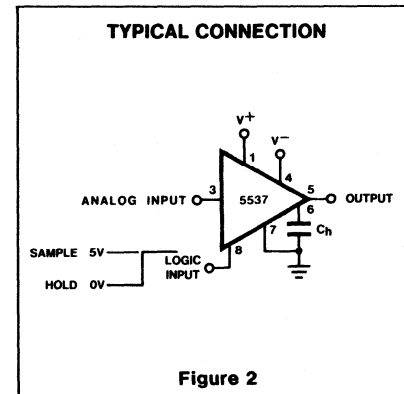 TYPICAL CONNECTION
V+
V−
1
4
ANALOG INPUT
3
5537
5
OUTPUT
6
7
Ch
8
SAMPLE 5V
LOGIC
INPUT
HOLD 0V
Figure 2